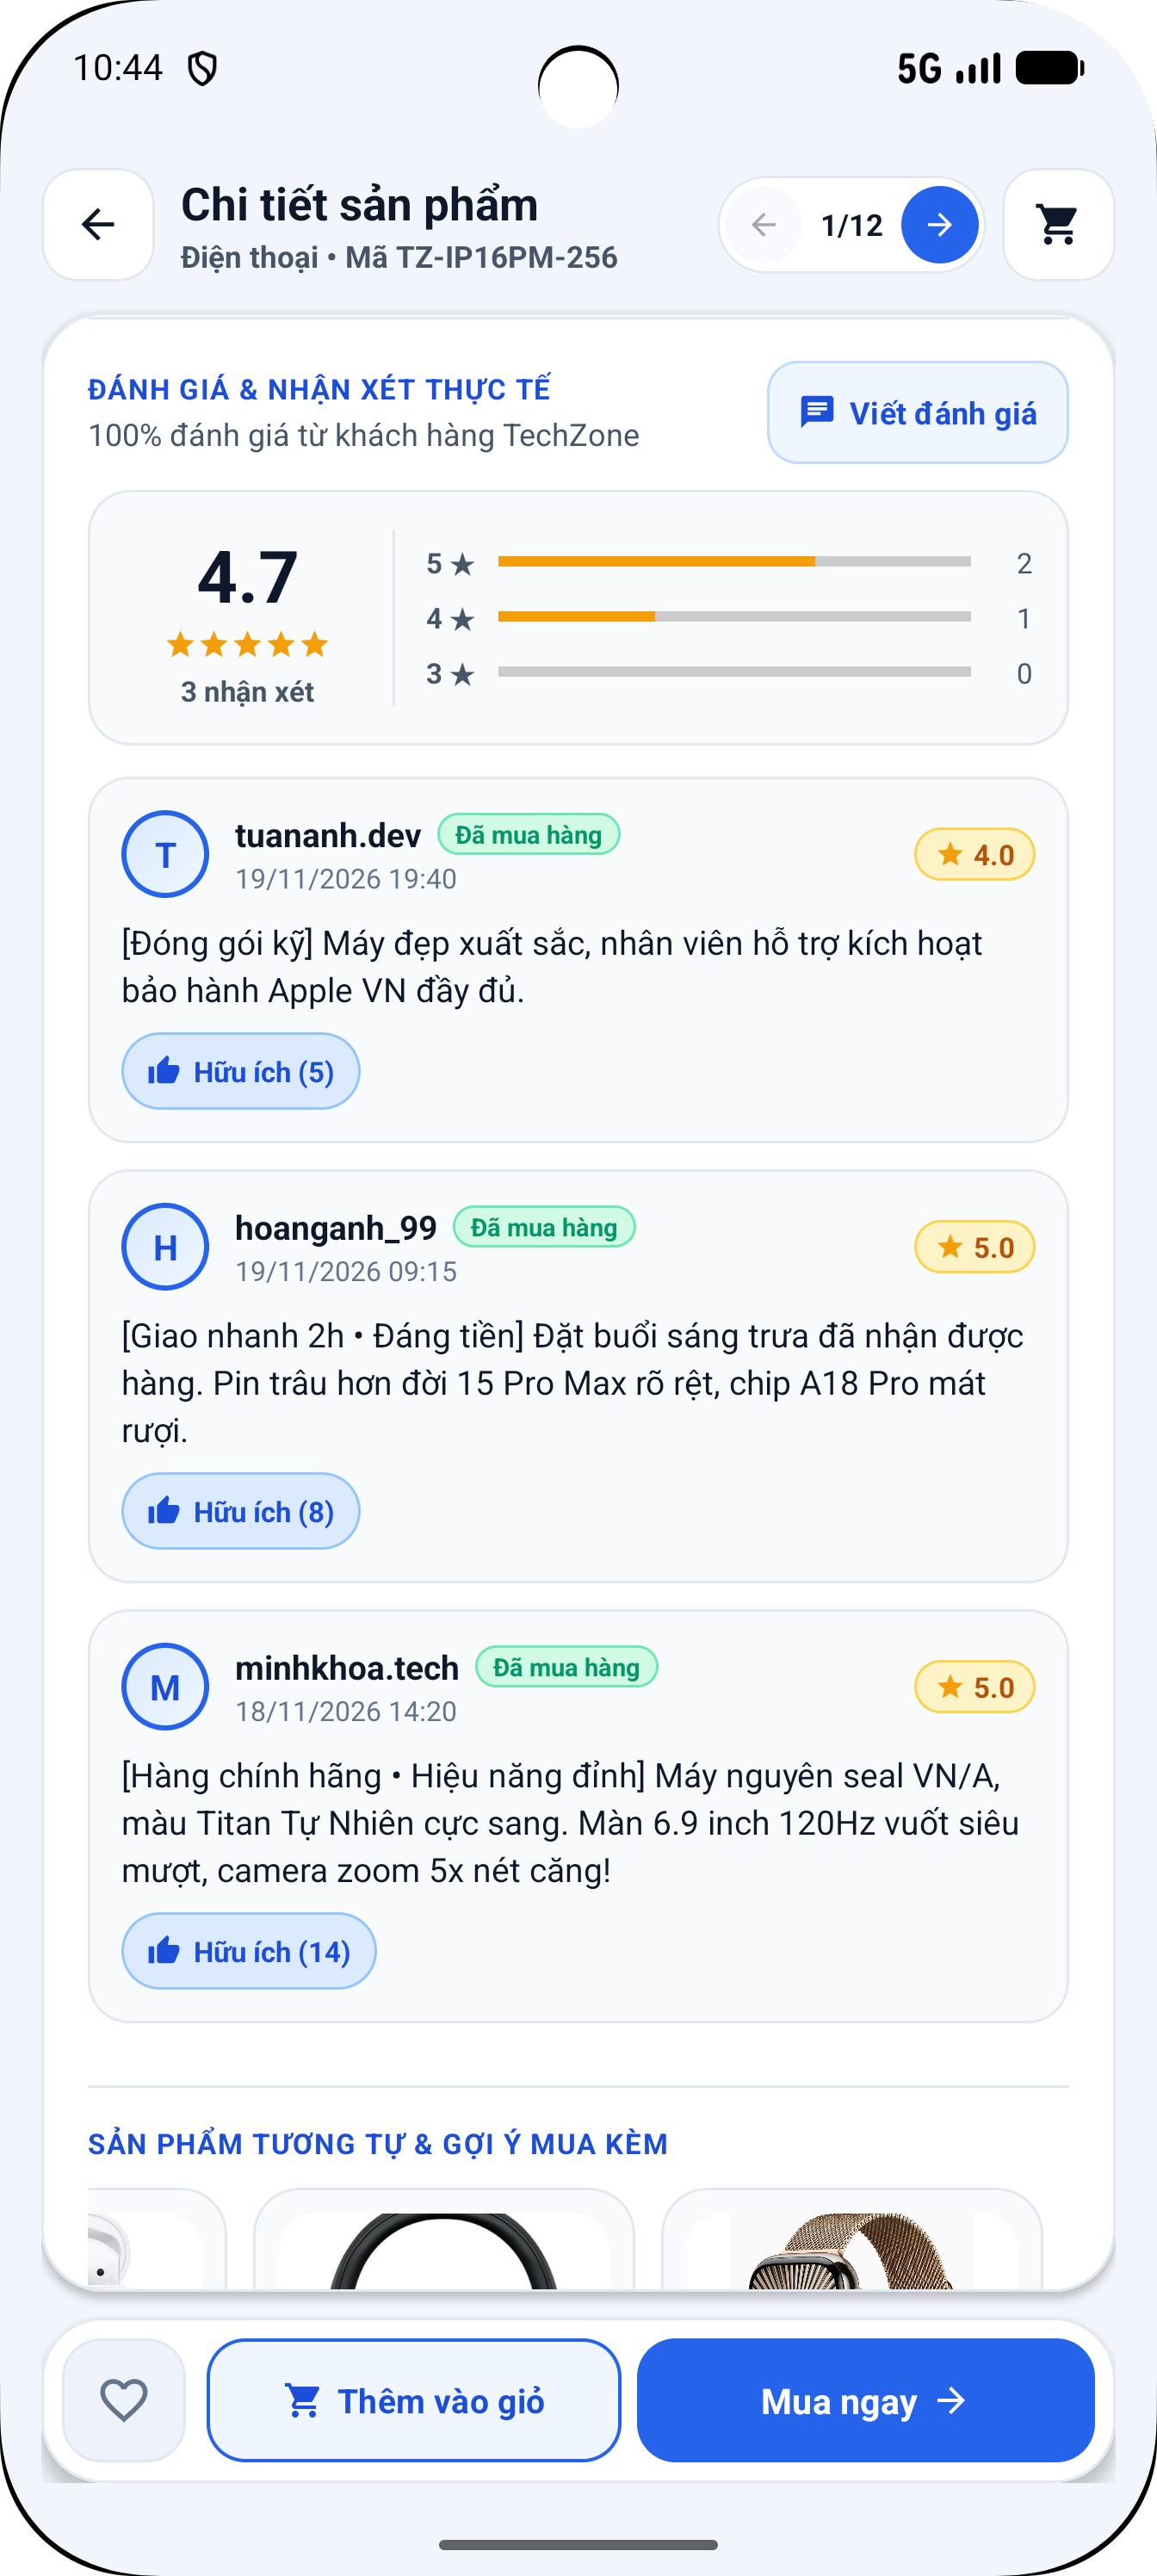 10:44
5G
Chi tiết sản phẩm
Điện thoại • Mã TZ-IP16PM-256
1/12
ĐÁNH GIÁ & NHẬN XÉT THỰC TẾ
100% đánh giá từ khách hàng TechZone
Viết đánh giá
4.7
3 nhận xét
5 ★ 2
4 ★ 1
3 ★ 0
T
tuananh.dev
Đã mua hàng
19/11/2026 19:40
4.0
[Đóng gói kỹ] Máy đẹp xuất sắc, nhân viên hỗ trợ kích hoạt
bảo hành Apple VN đầy đủ.
Hữu ích (5)
H
hoanganh_99
Đã mua hàng
19/11/2026 09:15
5.0
[Giao nhanh 2h • Đáng tiền] Đặt buổi sáng trưa đã nhận được
hàng. Pin trâu hơn đời 15 Pro Max rõ rệt, chip A18 Pro mát
rượi.
Hữu ích (8)
M
minhkhoa.tech
Đã mua hàng
18/11/2026 14:20
5.0
[Hàng chính hãng • Hiệu năng đỉnh] Máy nguyên seal VN/A,
màu Titan Tự Nhiên cực sang. Màn 6.9 inch 120Hz vuốt siêu
mượt, camera zoom 5x nét căng!
Hữu ích (14)
SẢN PHẨM TƯƠNG TỰ & GỢI Ý MUA KÈM
Thêm vào giỏ
Mua ngay